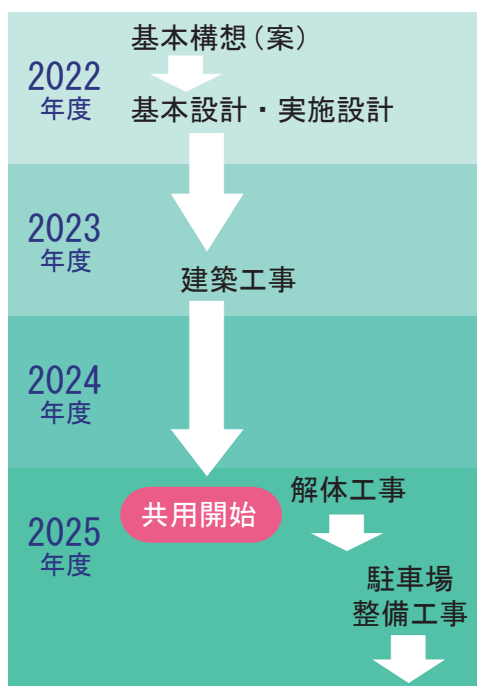 2022
年度
基本構想（案）
基本設計・実施設計
2023
年度
建築工事
2024
年度
2025
年度
共用開始
解体工事
駐車場
整備工事